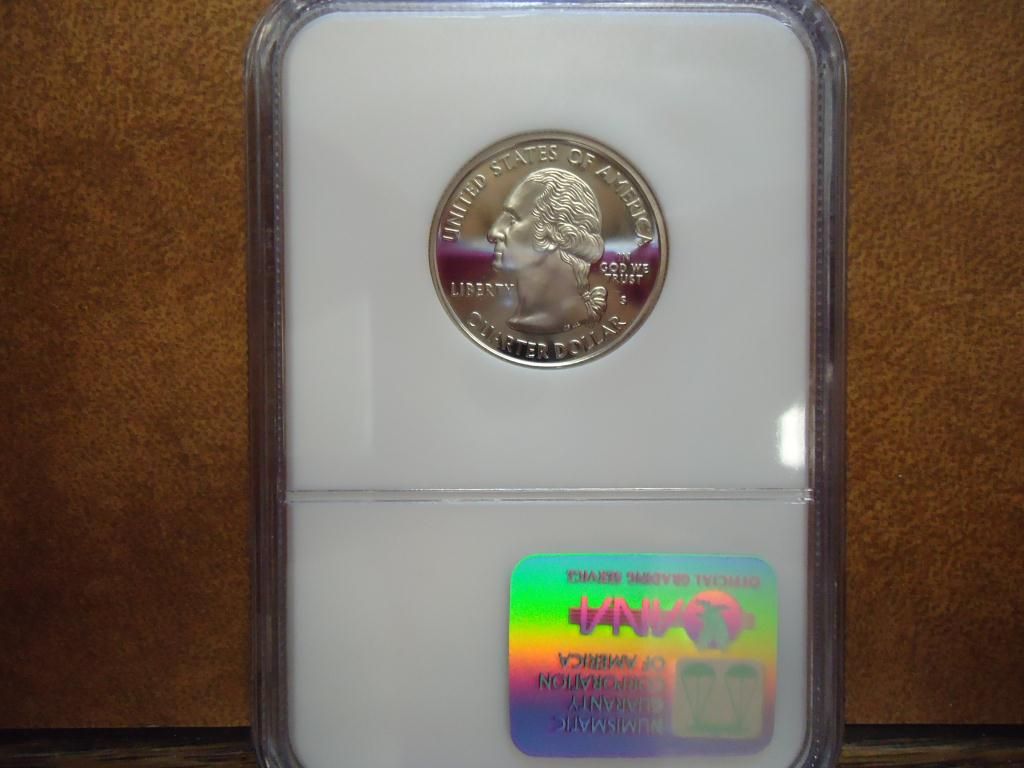 UNITED STATES OF AMERICA
LIBERTY
IN
GOD WE
TRUST
S
QUARTER DOLLAR
NUMISMATIC
GUARANTY
CORPORATION
OF AMERICA
ANA
OFFICIAL GRADING SERVICE